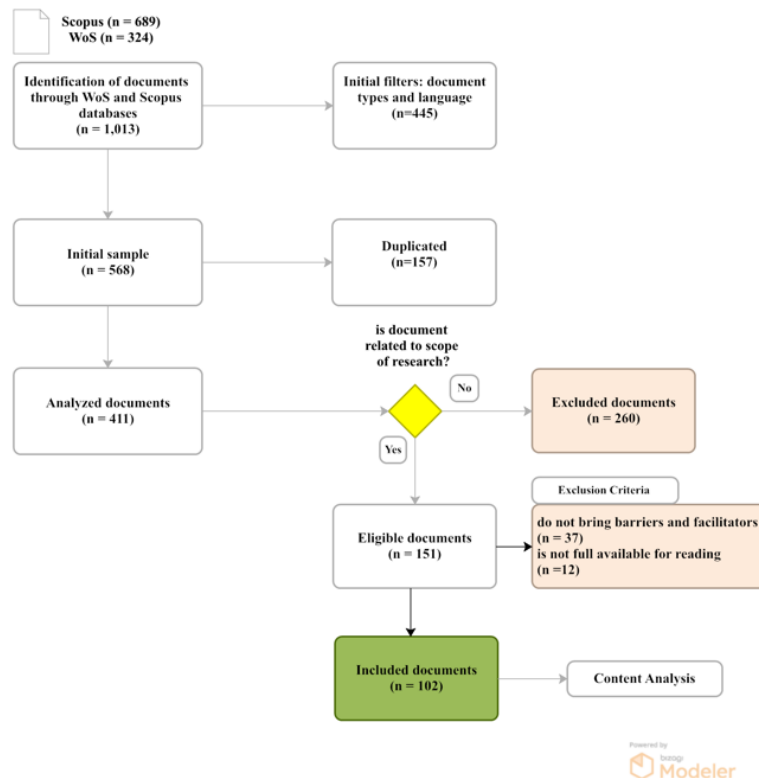 Scopus (n = 689)
WoS (n = 324)
Identification of documents
through WoS and Scopus
databases
(n = 1,013)
Initial filters: document
types and language
(n=445)
Initial sample
(n = 568)
Duplicated
(n=157)
is document
related to scope
of research?
Analyzed documents
(n = 411)
No
Excluded documents
(n = 260)
Yes
Exclusion Criteria
Eligible documents
(n = 151)
do not bring barriers and facilitators
(n = 37)
is not full available for reading
(n =12)
Included documents
(n = 102)
Content Analysis
Powered by
bizagi
Modeler